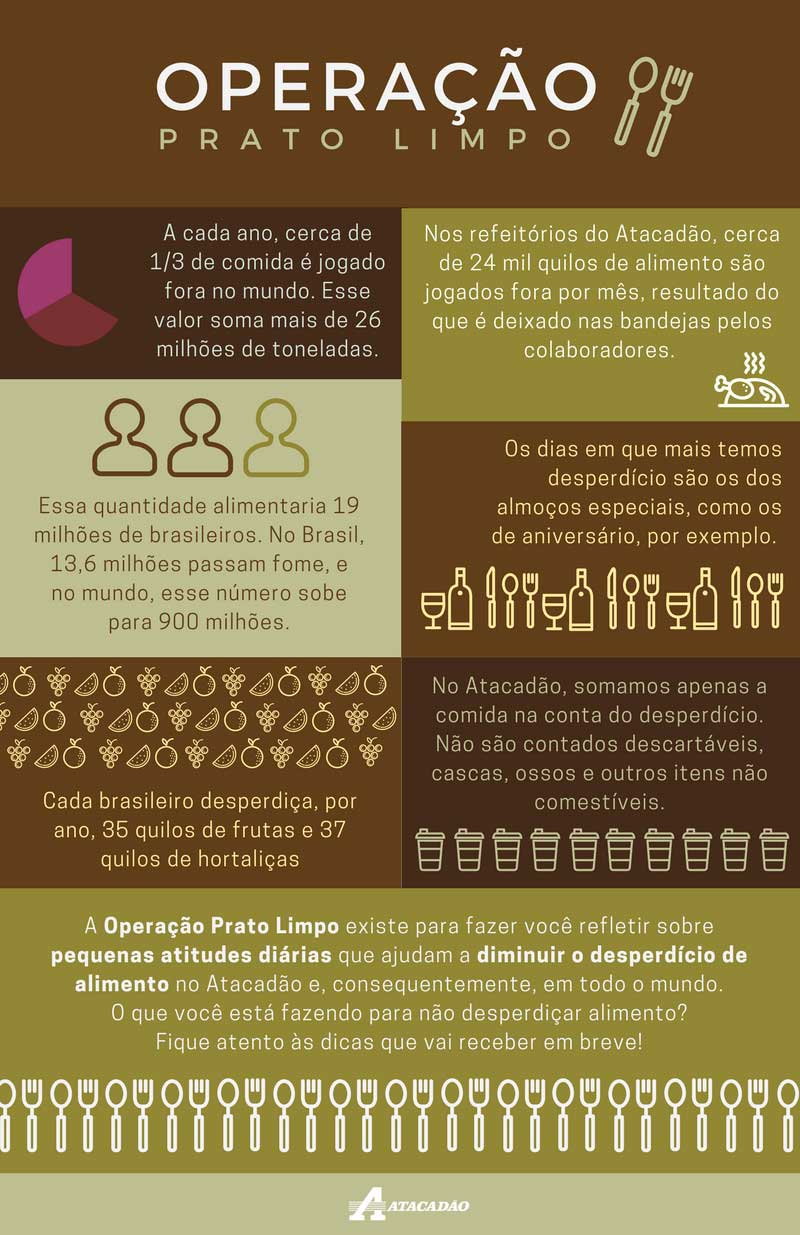 OPERAÇÃO
PRATO LIMPO
A cada ano, cerca de
1/3 de comida é jogado
fora no mundo. Esse
valor soma mais de 26
milhões de toneladas.
Nos refeitórios do Atacadão, cerca
de 24 mil quilos de alimento são
jogados fora por mês, resultado do
que é deixado nas bandejas pelos
colaboradores.
Essa quantidade alimentaria 19
milhões de brasileiros. No Brasil,
13,6 milhões passam fome, e
no mundo, esse número sobe
para 900 milhões.
Os dias em que mais temos
desperdício são os dos
almoços especiais, como os
de aniversário, por exemplo.
Cada brasileiro desperdiça, por
ano, 35 quilos de frutas e 37
quilos de hortaliças
No Atacadão, somamos apenas a
comida na conta do desperdício.
Não são contados descartáveis,
cascas, ossos e outros itens não
comestíveis.
A Operação Prato Limpo existe para fazer você refletir sobre
pequenas atitudes diárias que ajudam a diminuir o desperdício de
alimento no Atacadão e, consequentemente, em todo o mundo.
O que você está fazendo para não desperdiçar alimento?
Fique atento às dicas que vai receber em breve!
ATACADÃO